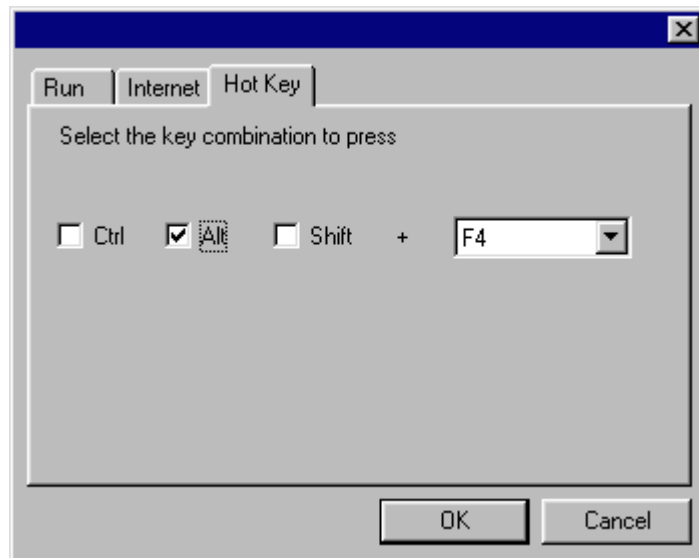 Run Internet Hot Key
Select the key combination to press
Ctrl Alt Shift + F4
OK Cancel